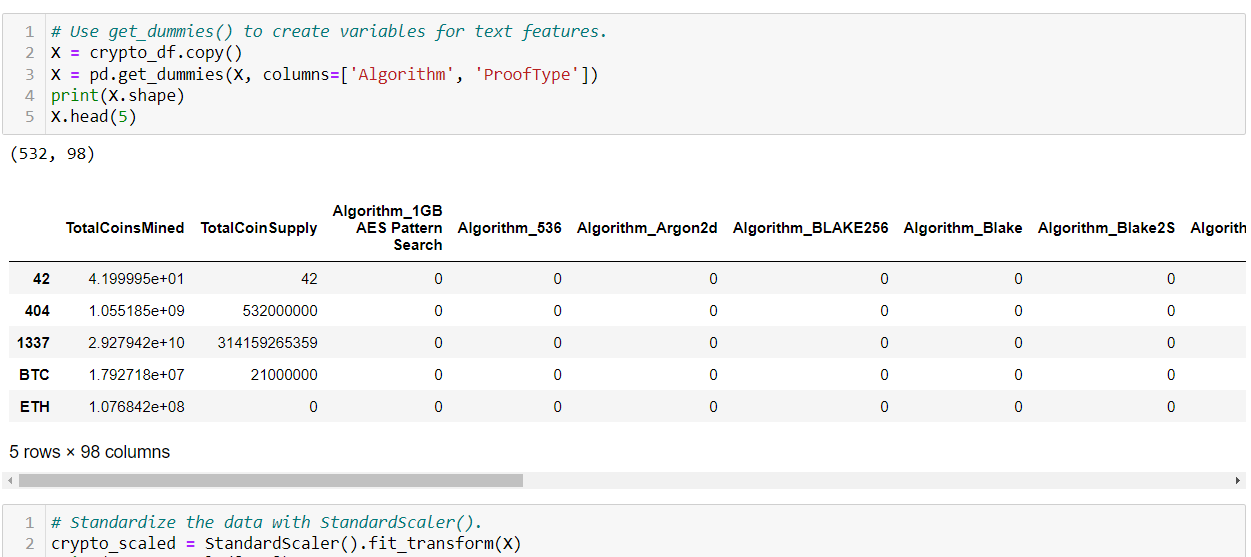 1 # Use get_dummies() to create variables for text features.
2 X = crypto_df.copy()
3 X = pd.get_dummies(X, columns=['Algorithm', 'ProofType'])
4 print(X.shape)
5 X.head(5)
(532, 98)
TotalCoinsMined TotalCoinSupply Algorithm_1GB AES Pattern Search Algorithm_536 Algorithm_Argon2d Algorithm_BLAKE256 Algorithm_Blake Algorithm_Blake2S Algorith
42 4.199995e+01 42 0 0 0 0 0 0
404 1.055185e+09 532000000 0 0 0 0 0 0
1337 2.927942e+10 314159265359 0 0 0 0 0 0
BTC 1.792718e+07 21000000 0 0 0 0 0 0
ETH 1.076842e+08 0 0 0 0 0 0 0
5 rows × 98 columns
1 # Standardize the data with StandardScaler().
2 crypto_scaled = StandardScaler().fit_transform(X)